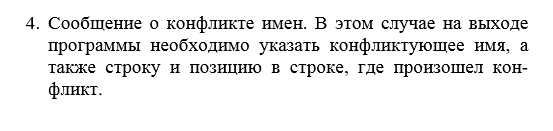 4. Сообщение о конфликте имен. В этом случае на выходе
программы необходимо указать конфликтующее имя, а
также строку и позицию в строке, где произошел кон-
фликт.